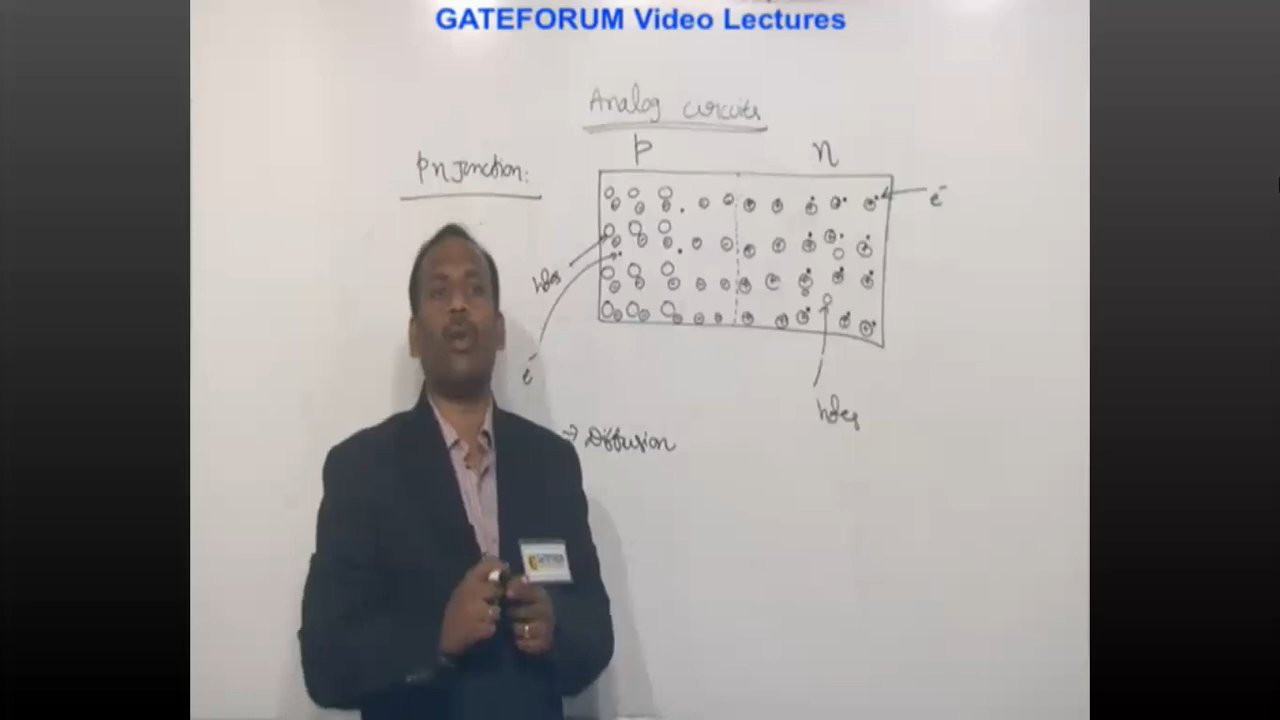 GATEFORUM Video Lectures
Analog circuits
p n
pn junction:
e⁻
holes
e⁻
holes
→ Diffusion